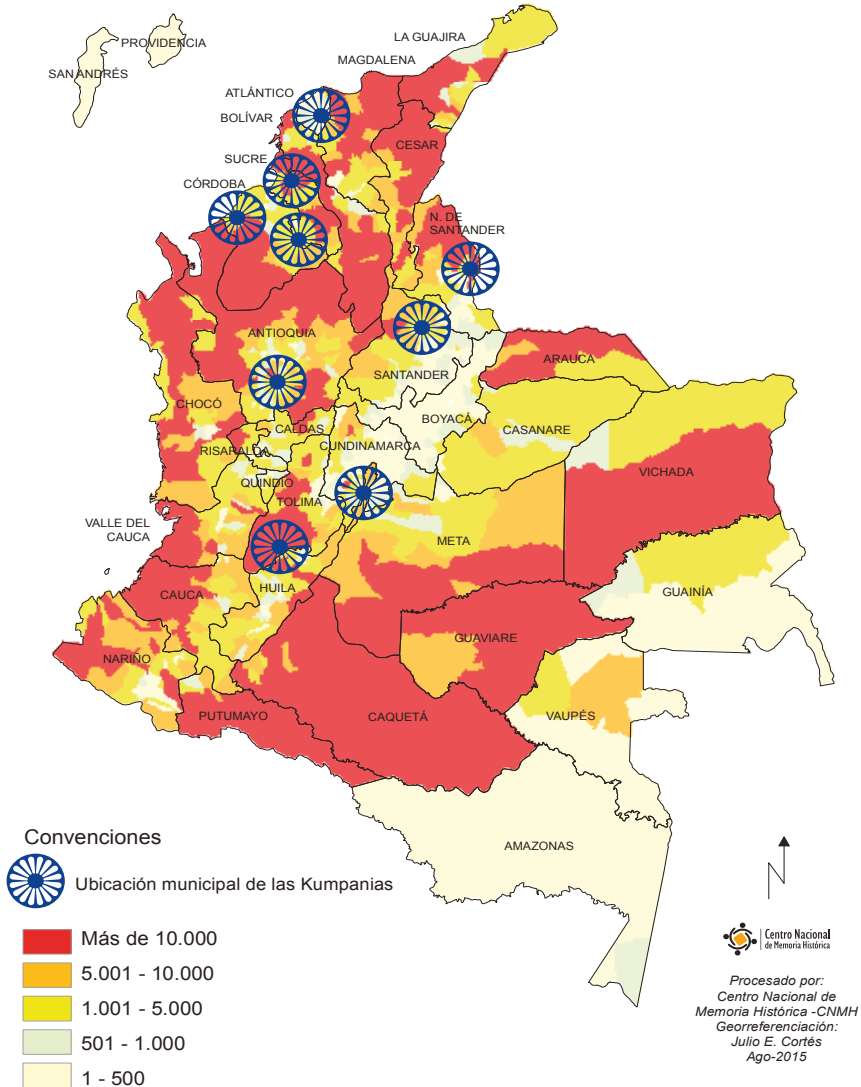 PROVIDENCIA
SAN ANDRÉS
LA GUAJIRA
MAGDALENA
ATLÁNTICO
BOLÍVAR
CESAR
SUCRE
CÓRDOBA
N. DE
SANTANDER
ANTIOQUIA
ARAUCA
SANTANDER
CHOCÓ
BOYACÁ
CASANARE
CALDAS
CUNDINAMARCA
RISARALDA
VICHADA
QUINDIO
TOLIMA
VALLE DEL
CAUCA
META
HUILA
GUAINÍA
CAUCA
GUAVIARE
NARIÑO
PUTUMAYO
CAQUETÁ
VAUPÉS
AMAZONAS
Convenciones
Ubicación municipal de las Kumpanias
Más de 10.000
5.001 - 10.000
1.001 - 5.000
501 - 1.000
1 - 500
N
Centro Nacional
de Memoria Histórica
Procesado por:
Centro Nacional de
Memoria Histórica -CNMH
Georreferenciación:
Julio E. Cortés
Ago-2015